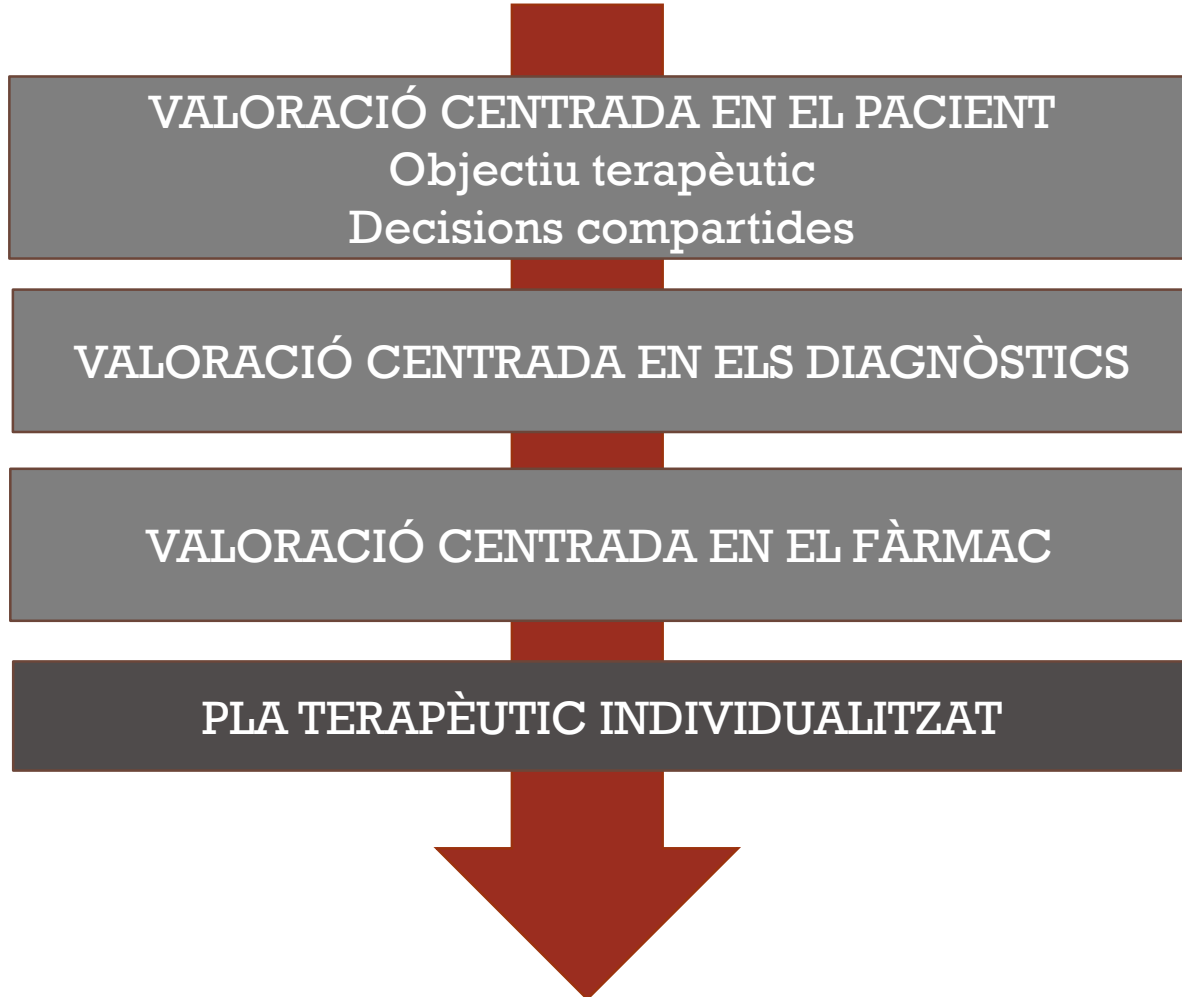 VALORACIÓ CENTRADA EN EL PACIENT
Objectiu terapèutic
Decisions compartides
VALORACIÓ CENTRADA EN ELS DIAGNÒSTICS
VALORACIÓ CENTRADA EN EL FÀRMAC
PLA TERAPÈUTIC INDIVIDUALITZAT